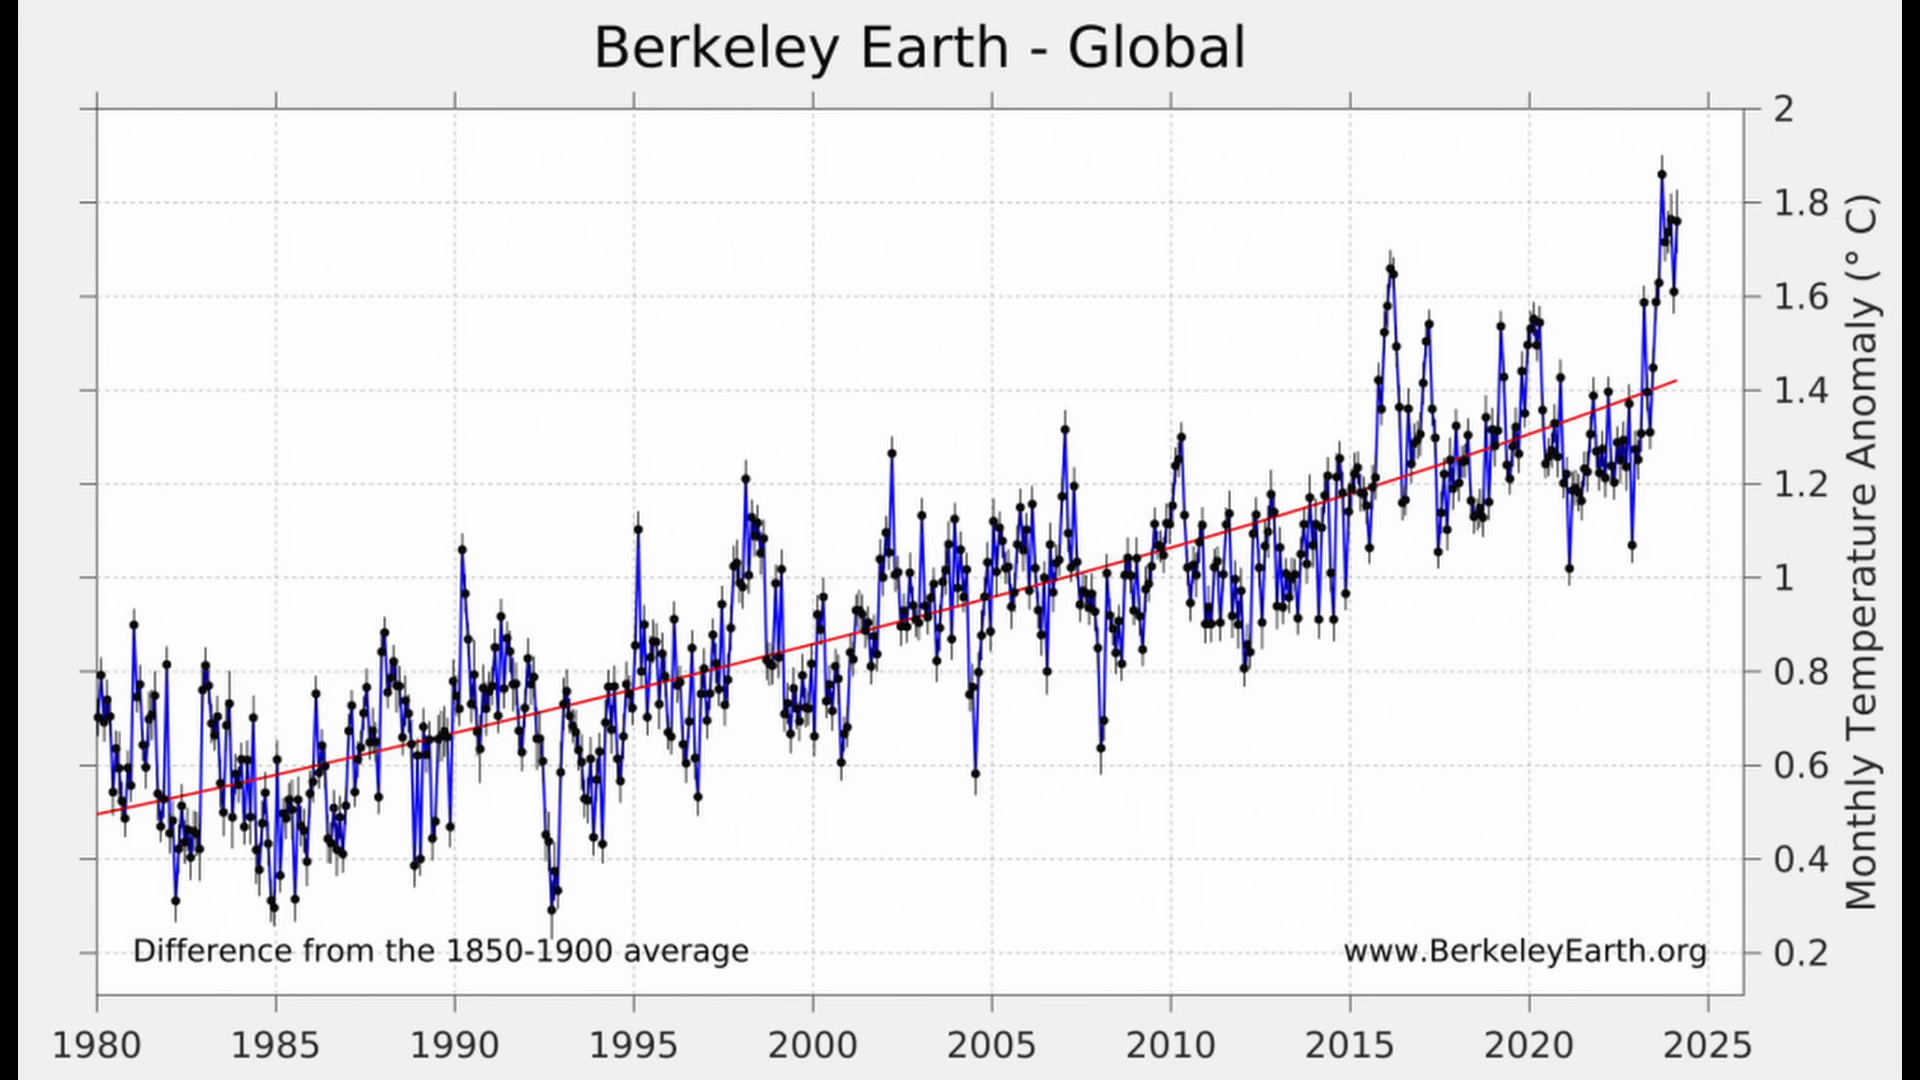 Berkeley Earth - Global
2
1.8
1.6
1.4
1.2
1
0.8
0.6
0.4
0.2
Monthly Temperature Anomaly (° C)
Difference from the 1850-1900 average
www.BerkeleyEarth.org
1980 1985 1990 1995 2000 2005 2010 2015 2020 2025